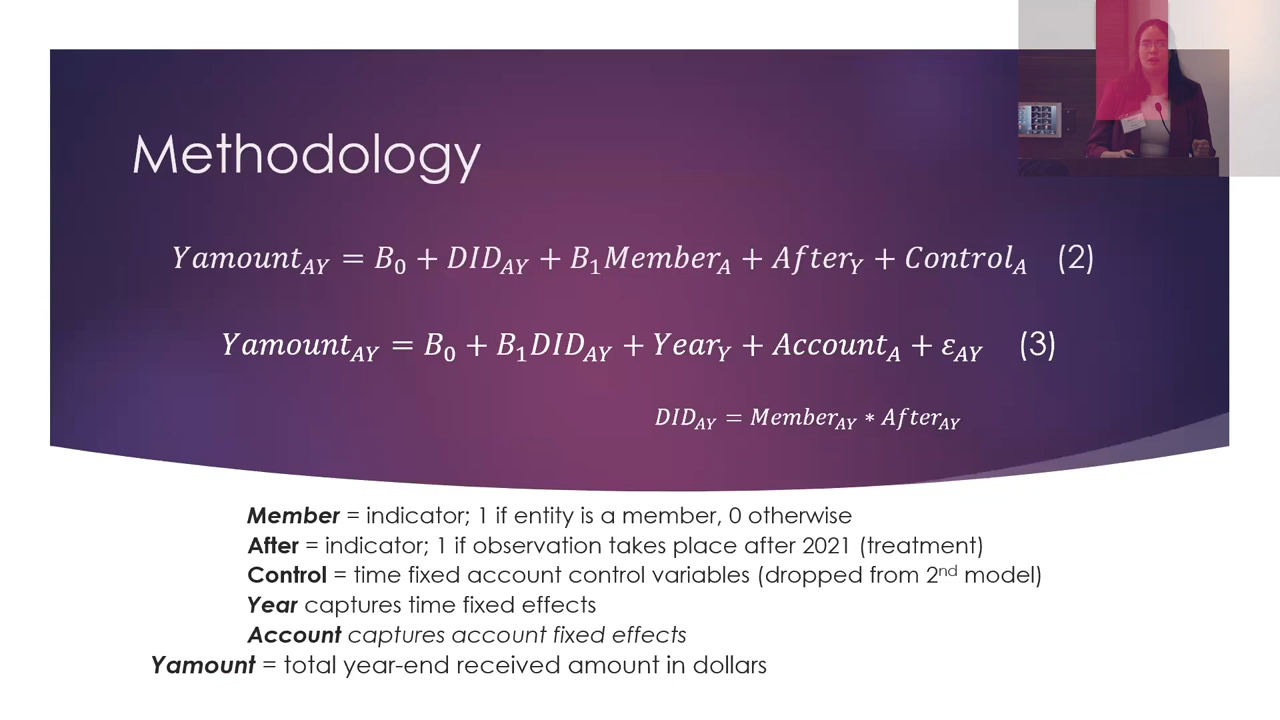 Methodology
Yamount_AY = B_0 + DID_AY + B_1Member_A + After_Y + Control_A (2)
Yamount_AY = B_0 + B_1DID_AY + Year_Y + Account_A + ε_AY (3)
DID_AY = Member_AY * After_AY
Member = indicator; 1 if entity is a member, 0 otherwise
After = indicator; 1 if observation takes place after 2021 (treatment)
Control = time fixed account control variables (dropped from 2nd model)
Year captures time fixed effects
Account captures account fixed effects
Yamount = total year-end received amount in dollars